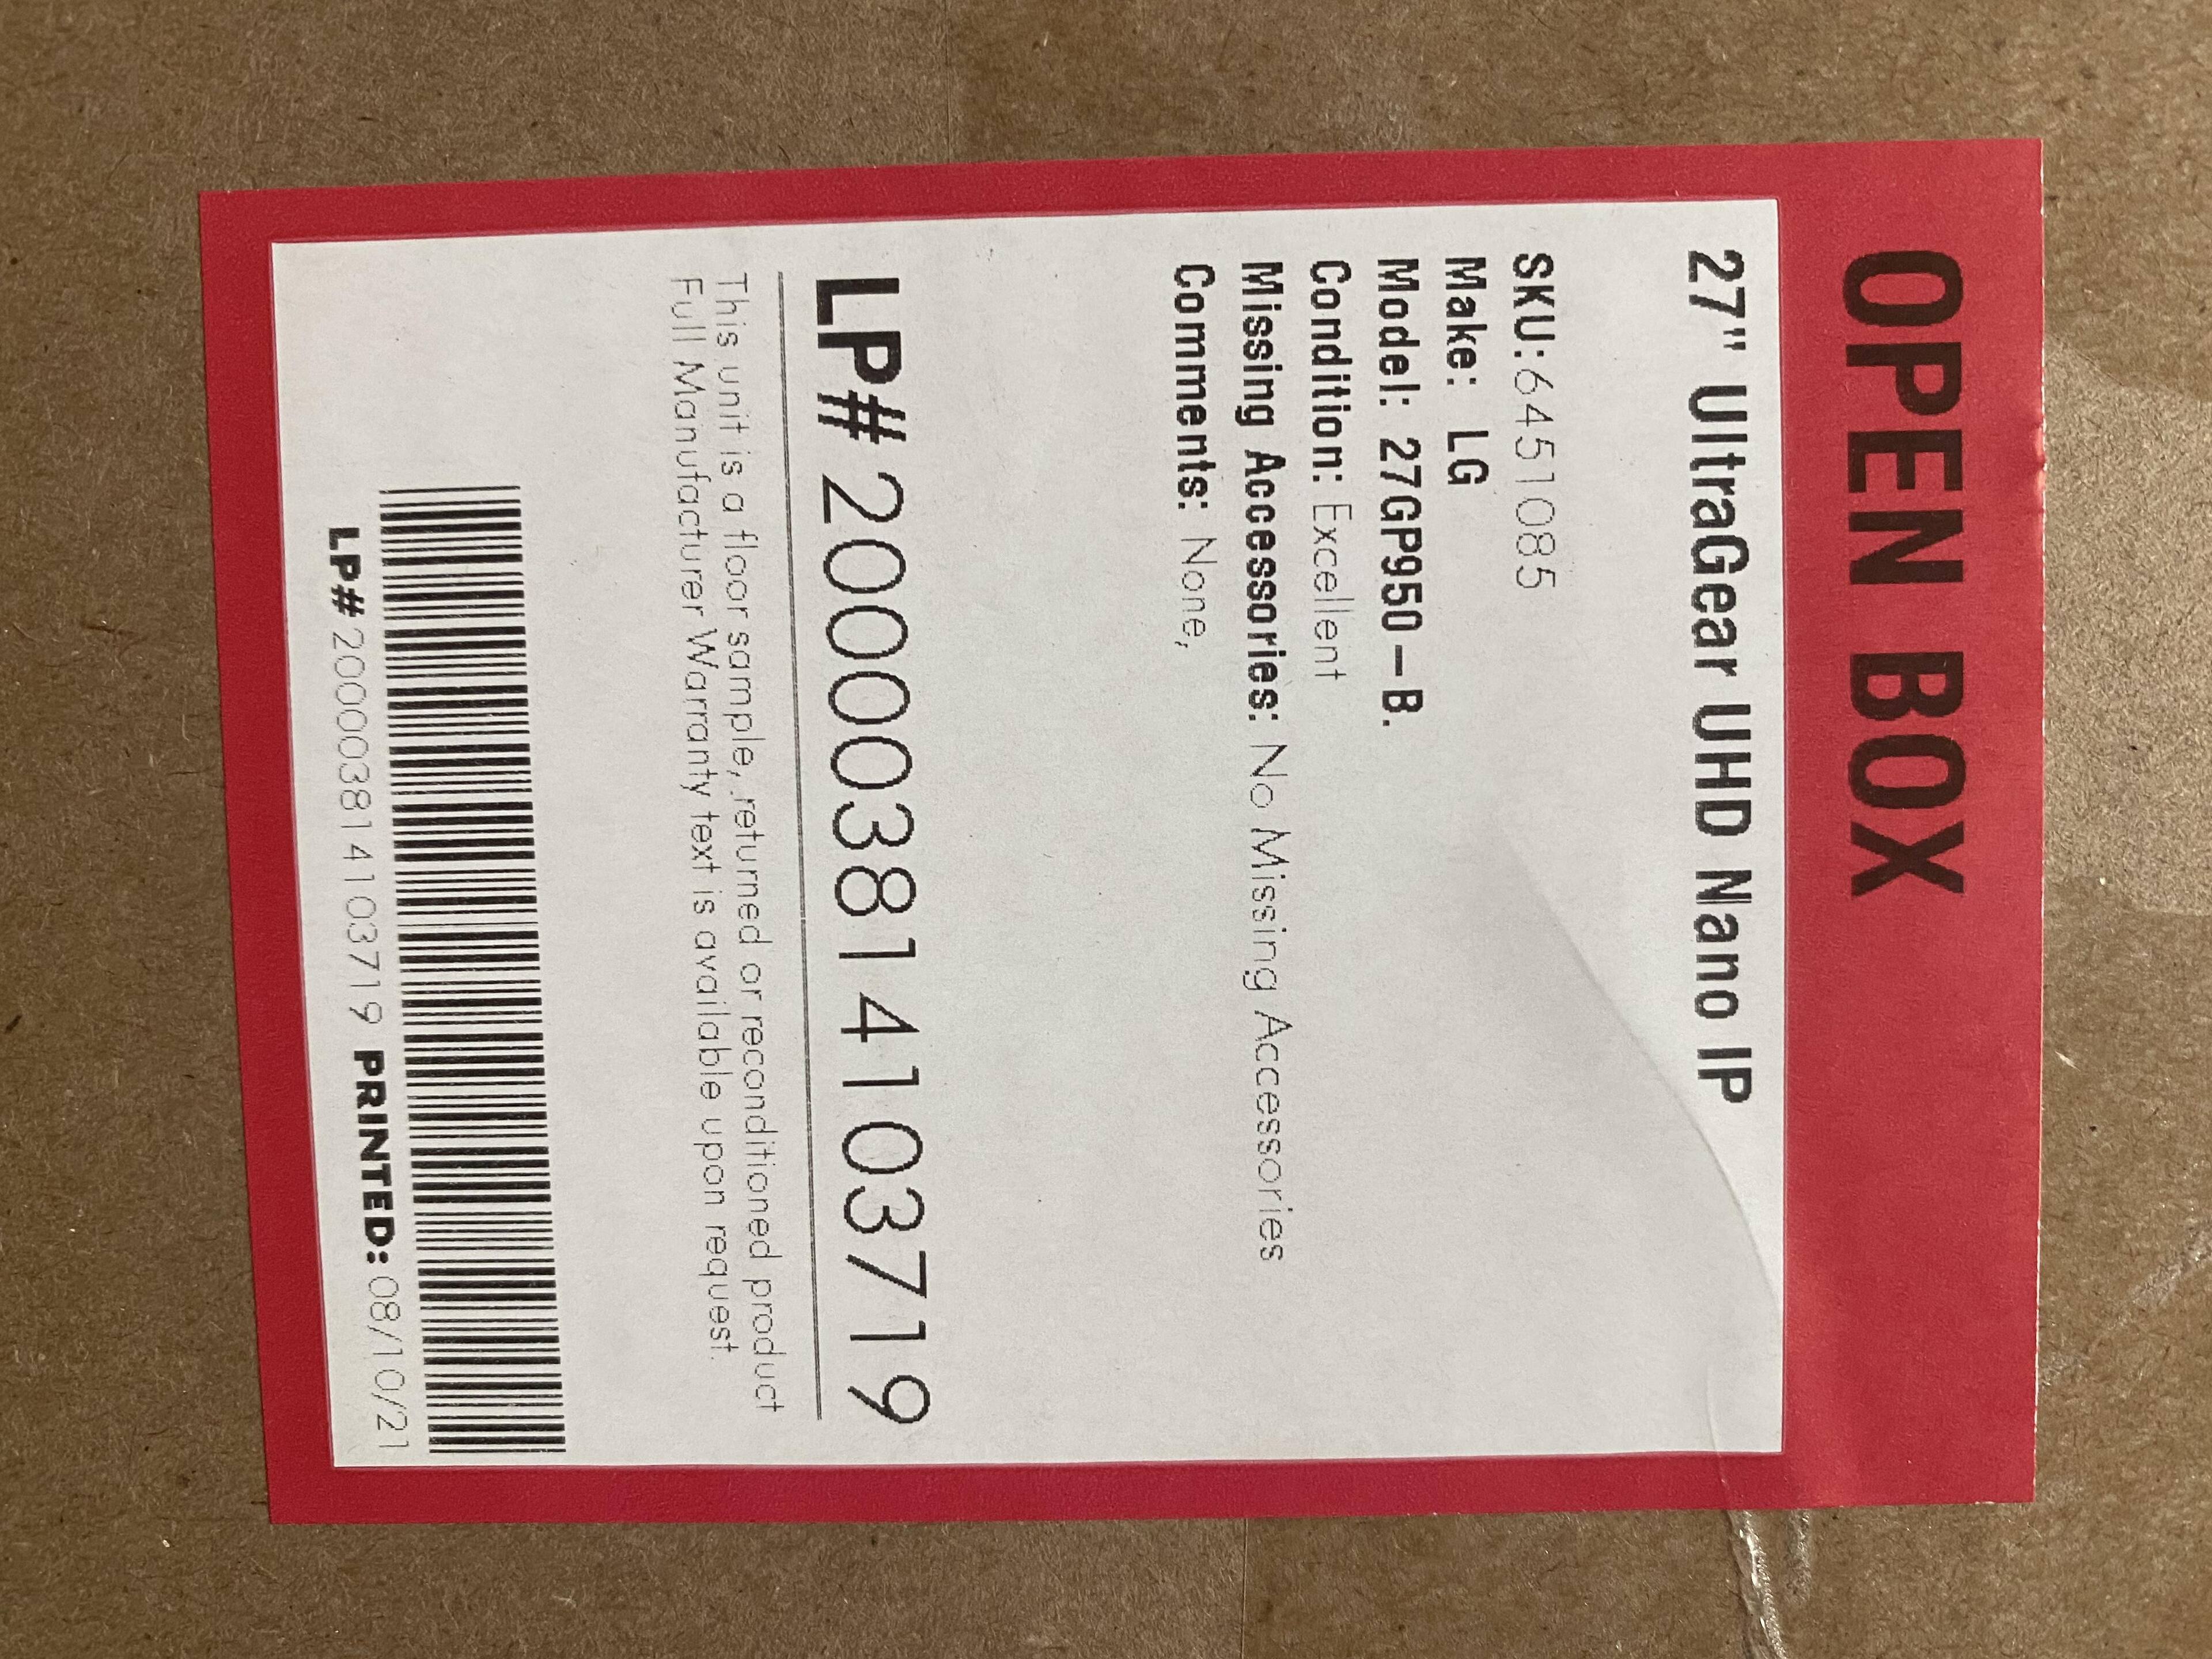 OPEN BOX
27" UltraGear UHD Nano IP
SKU:6451085
Make: LG
Model: 27GP950-B.
Condition: Excellent
Missing Accessories: No Missing Accessories
Comments: None,
LP#200003814103719
This unit is a floor sample, returned or reconditioned product
Full Manufacturer Warranty text is available upon request.
LP#200003814103719 PRINTED: 08/10/21